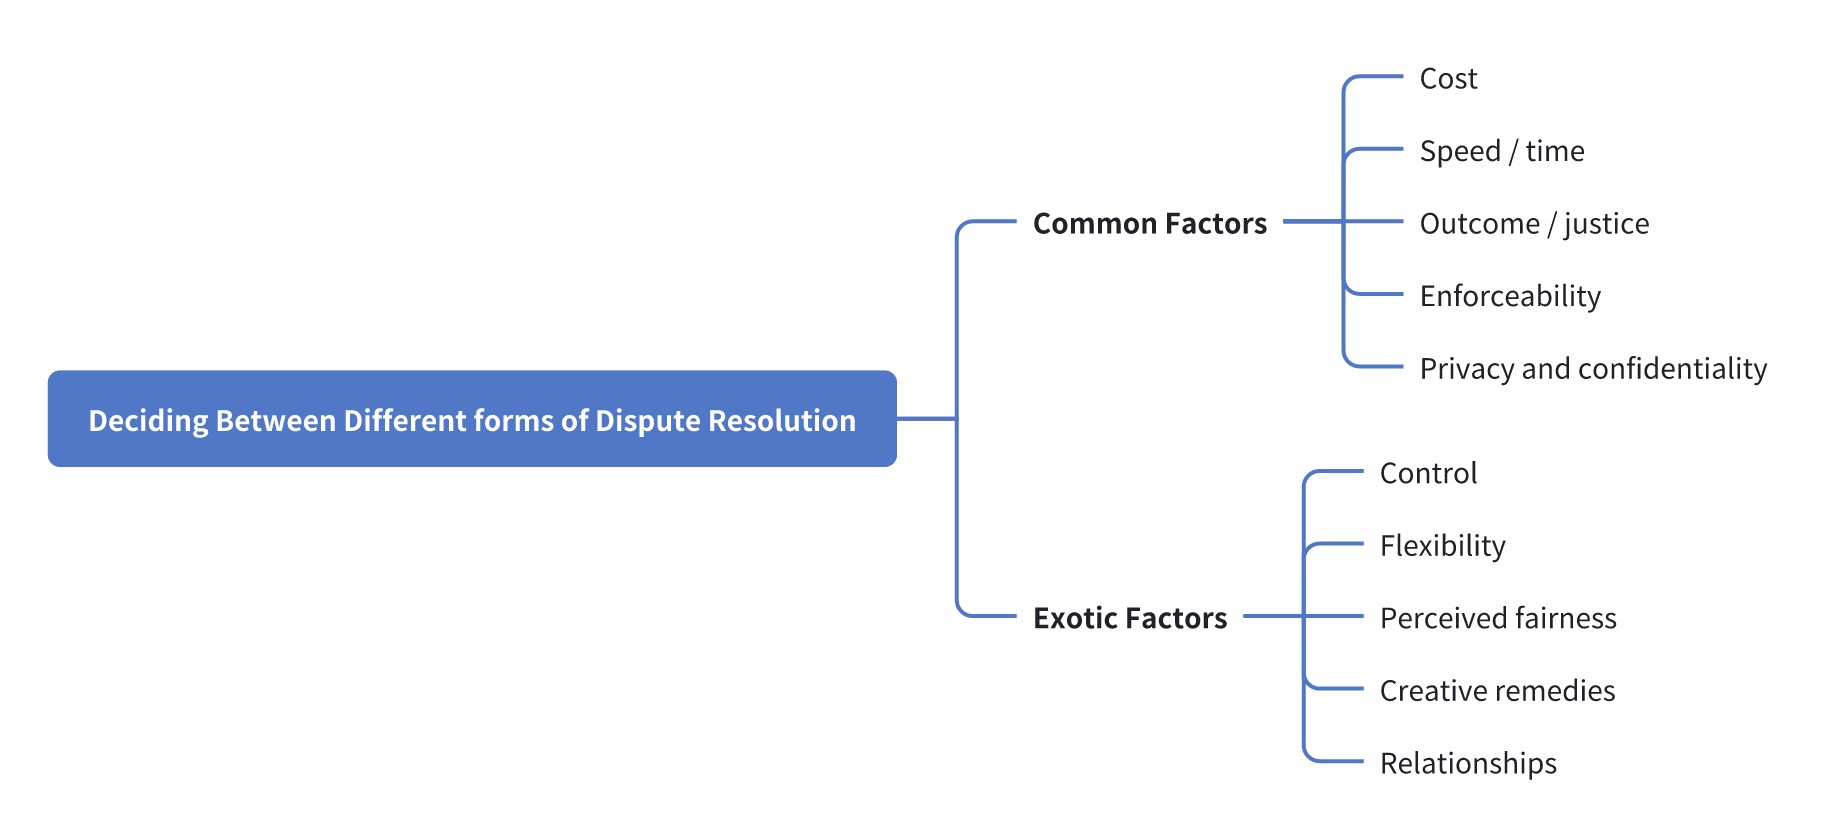 Deciding Between Different forms of Dispute Resolution
Common Factors
Cost
Speed / time
Outcome / justice
Enforceability
Privacy and confidentiality
Exotic Factors
Control
Flexibility
Perceived fairness
Creative remedies
Relationships